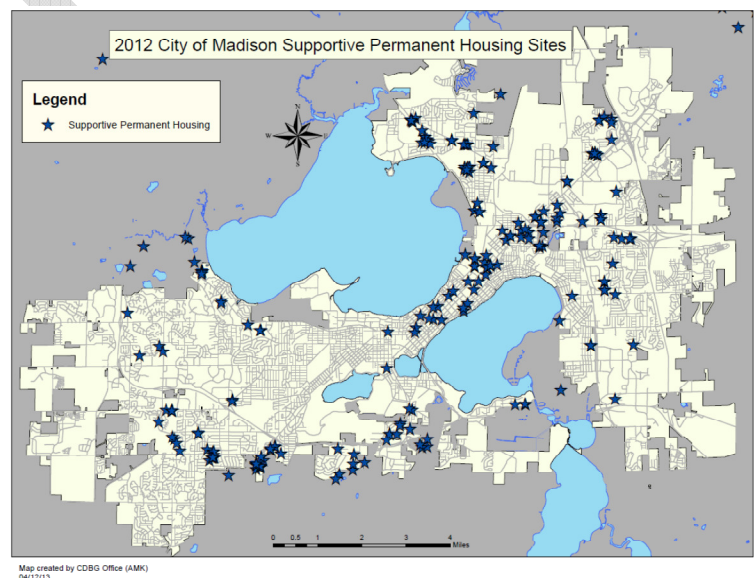 2012 City of Madison Supportive Permanent Housing Sites
Legend
Supportive Permanent Housing
N
W E
S
0 0.5 1 2 3 4
Miles
Map created by CDBG Office (AMK)